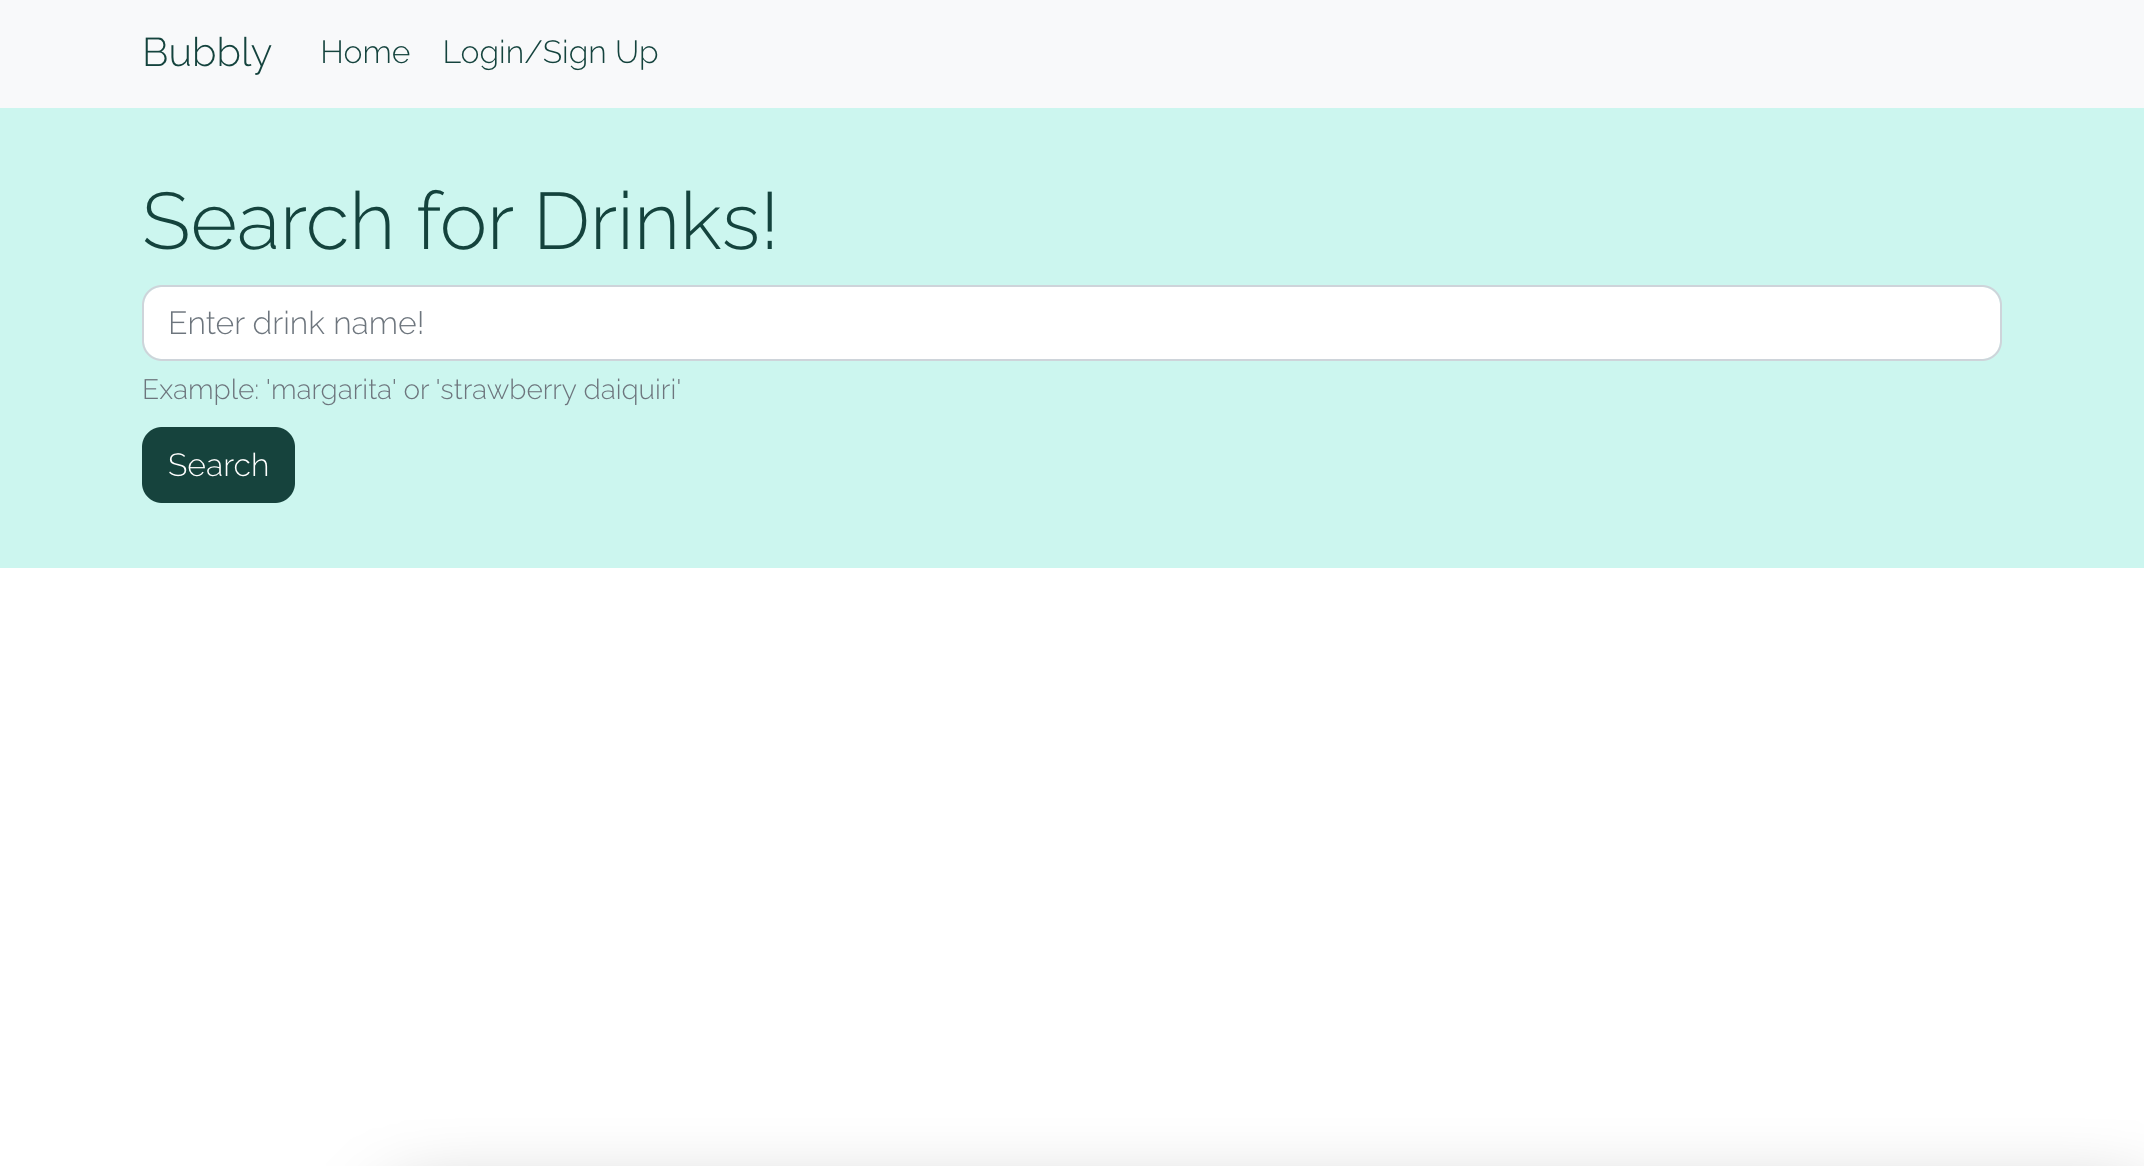 Bubbly Home Login/Sign Up
Search for Drinks!
Enter drink name!
Example: 'margarita' or 'strawberry daiquiri'
Search